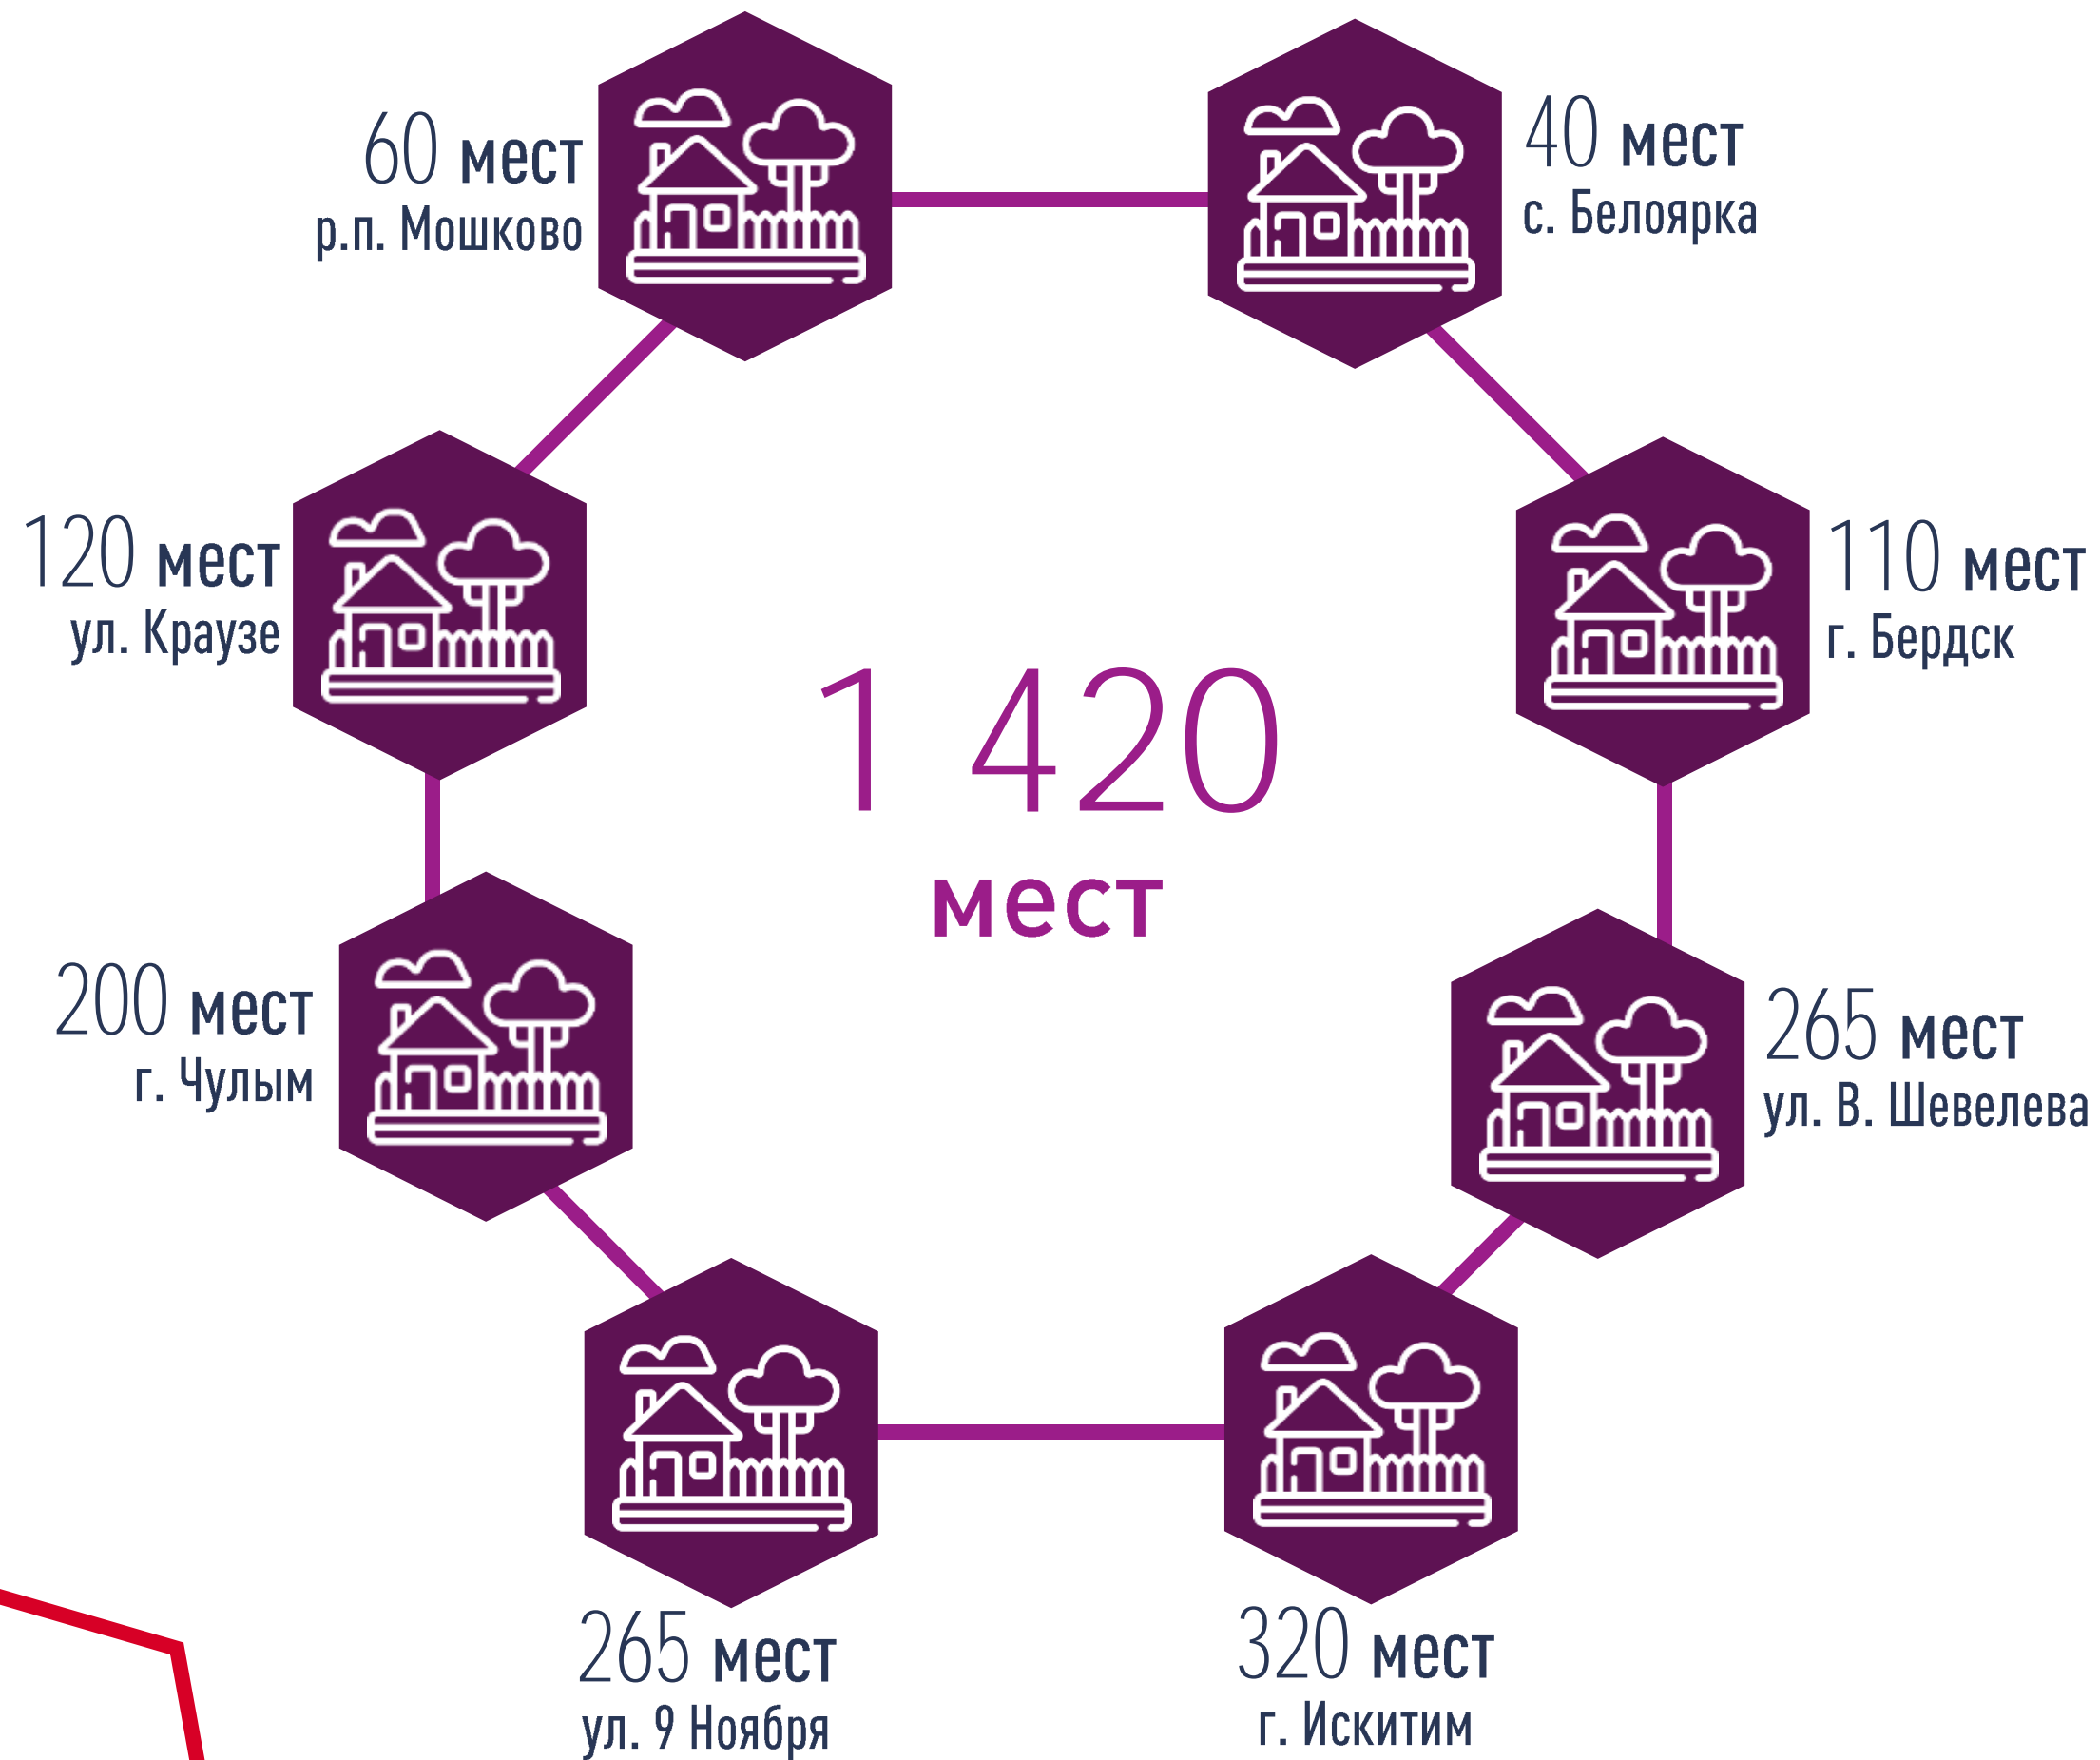 60 мест
р.п. Мошково
40 мест
с. Белоярка
120 мест
ул. Краузе
110 мест
г. Бердск
1 420
мест
200 мест
г. Чулым
265 мест
ул. В. Шевелева
265 мест
ул. 9 Ноября
320 мест
г. Искитим